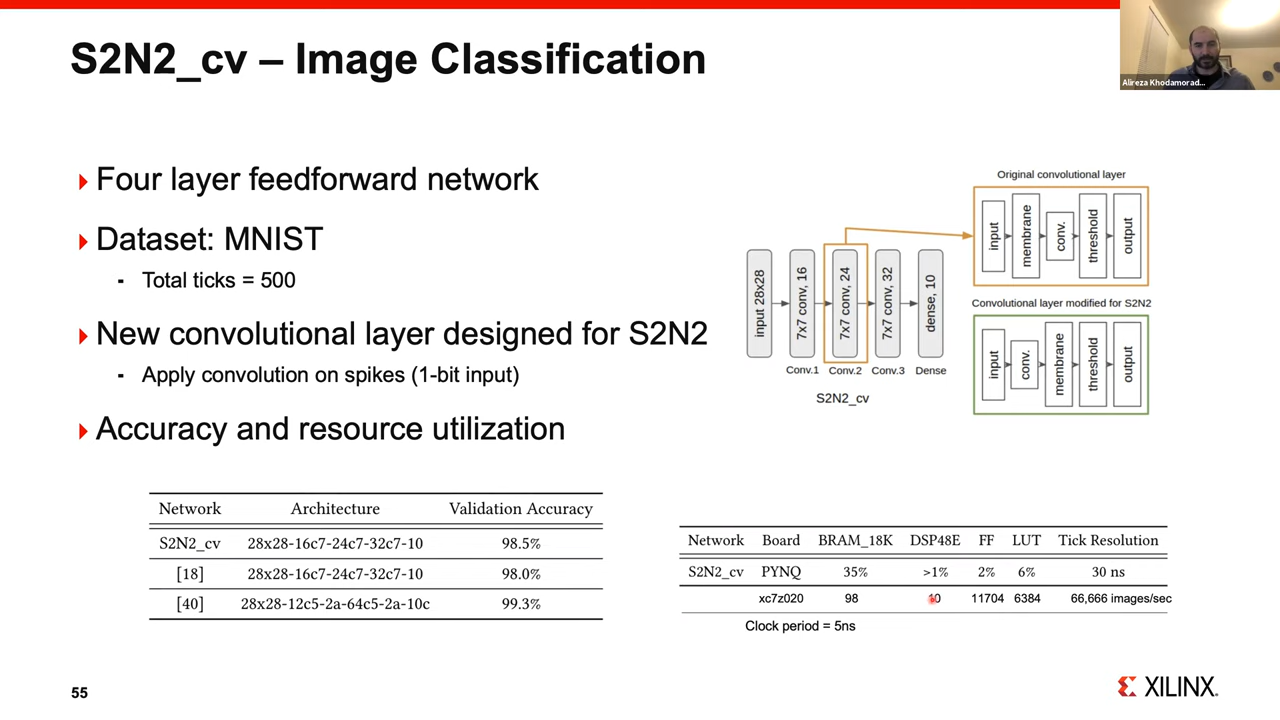 S2N2_cv – Image Classification
Alireza Khodamorad...
Four layer feedforward network
Dataset: MNIST
- Total ticks = 500
New convolutional layer designed for S2N2
- Apply convolution on spikes (1-bit input)
Accuracy and resource utilization
Original convolutional layer
input
membrane
conv.
threshold
output
input 28x28
7x7 conv, 16
7x7 conv, 24
7x7 conv, 32
dense, 10
Conv.1 Conv.2 Conv.3 Dense
S2N2_cv
Convolutional layer modified for S2N2
input
conv.
membrane
threshold
output
Network Architecture Validation Accuracy
S2N2_cv 28x28-16c7-24c7-32c7-10 98.5%
[18] 28x28-16c7-24c7-32c7-10 98.0%
[40] 28x28-12c5-2a-64c5-2a-10c 99.3%
Network Board BRAM_18K DSP48E FF LUT Tick Resolution
S2N2_cv PYNQ 35% >1% 2% 6% 30 ns
xc7z020 98 10 11704 6384 66,666 images/sec
Clock period = 5ns
55
XILINX.